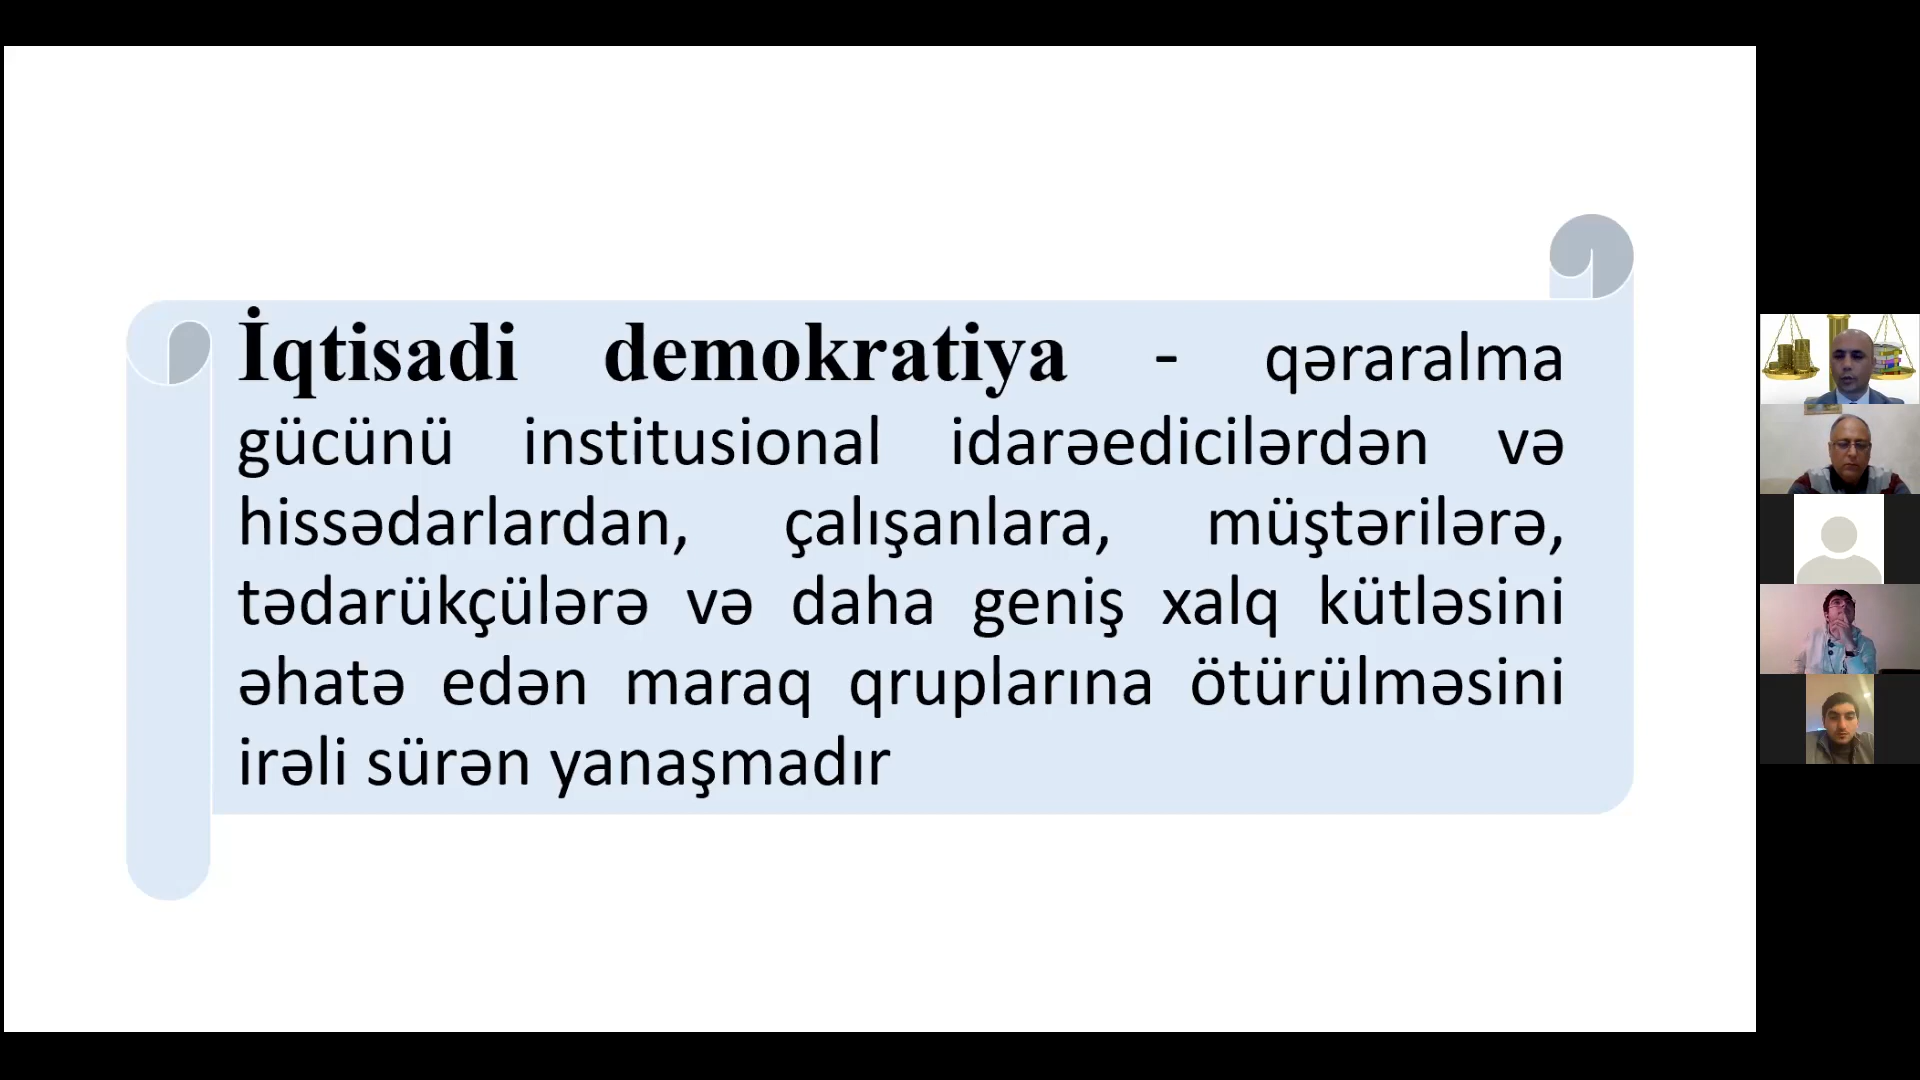 İqtisadi demokratiya - qəraralma
gücünü institusional idarəedicilərdən və
hissədarlardan, çalışanlara, müştərilərə,
tədarükçülərə və daha geniş xalq kütləsini
əhatə edən maraq qruplarına ötürülməsini
irəli sürən yanaşmadır